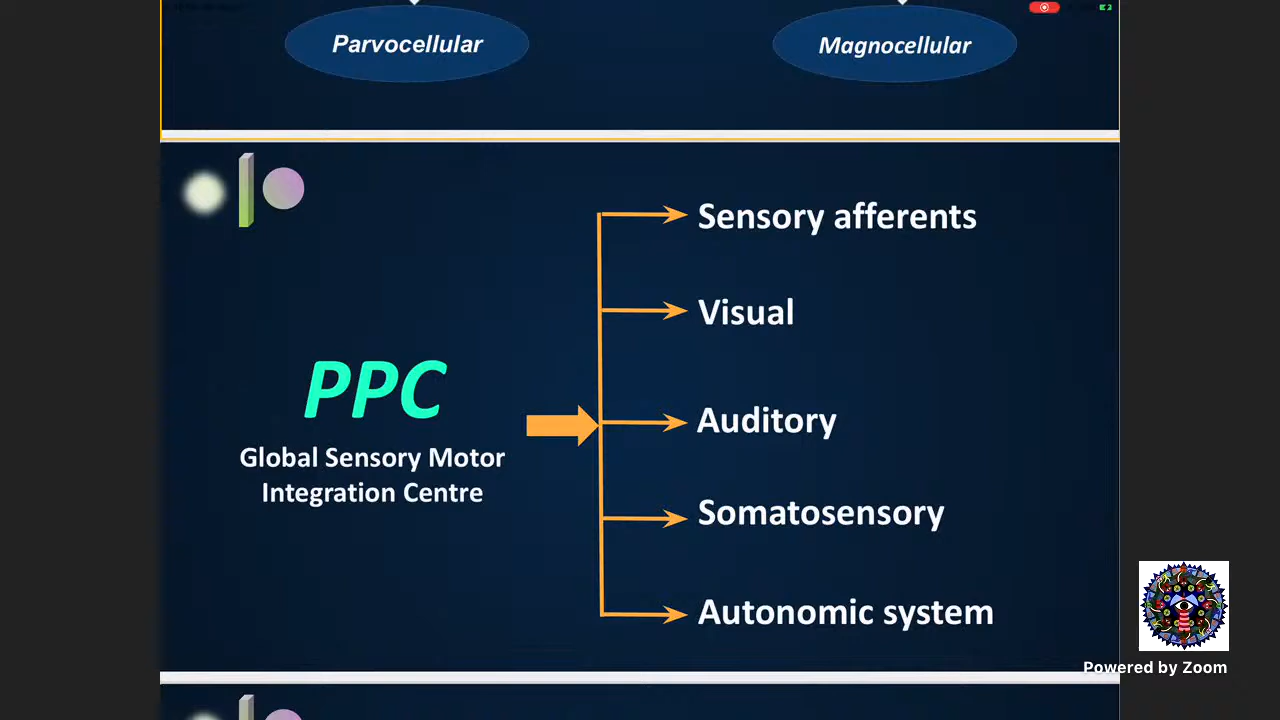 Parvocellular
Magnocellular
Sensory afferents
Visual
PPC
Auditory
Global Sensory Motor
Integration Centre
Somatosensory
Autonomic system
Powered by Zoom